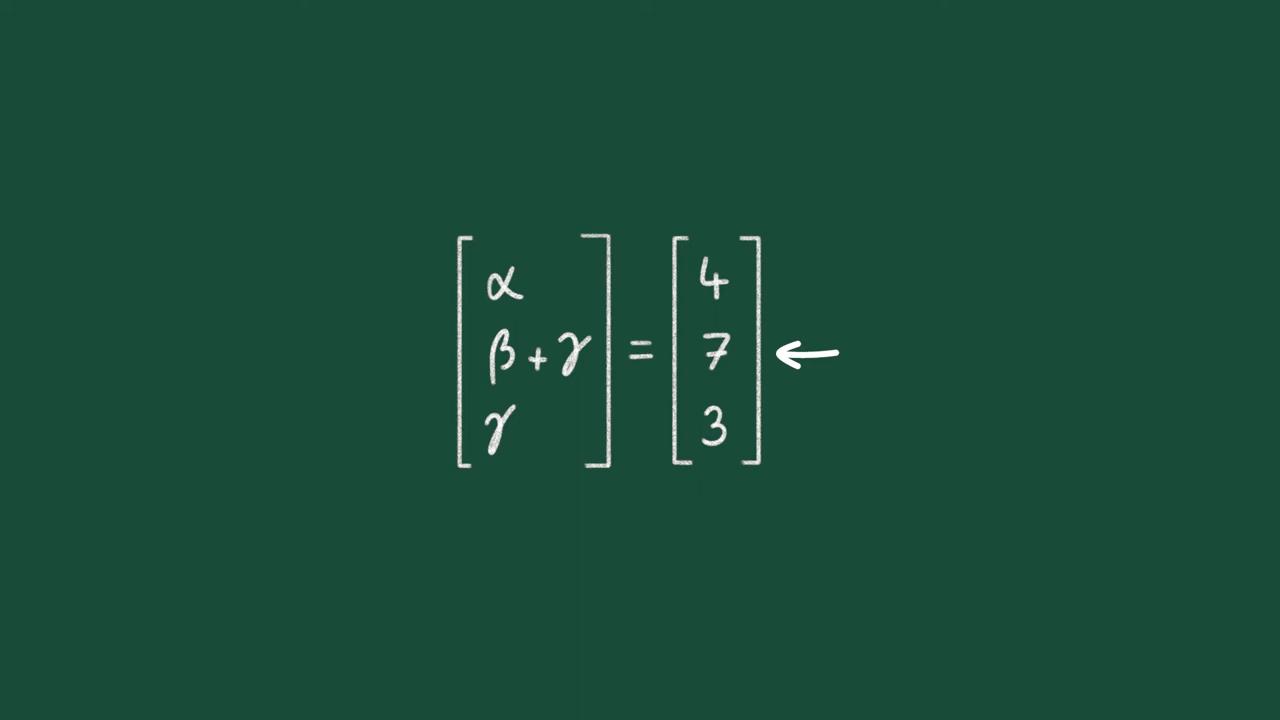 α 4
β + γ = 7
γ 3